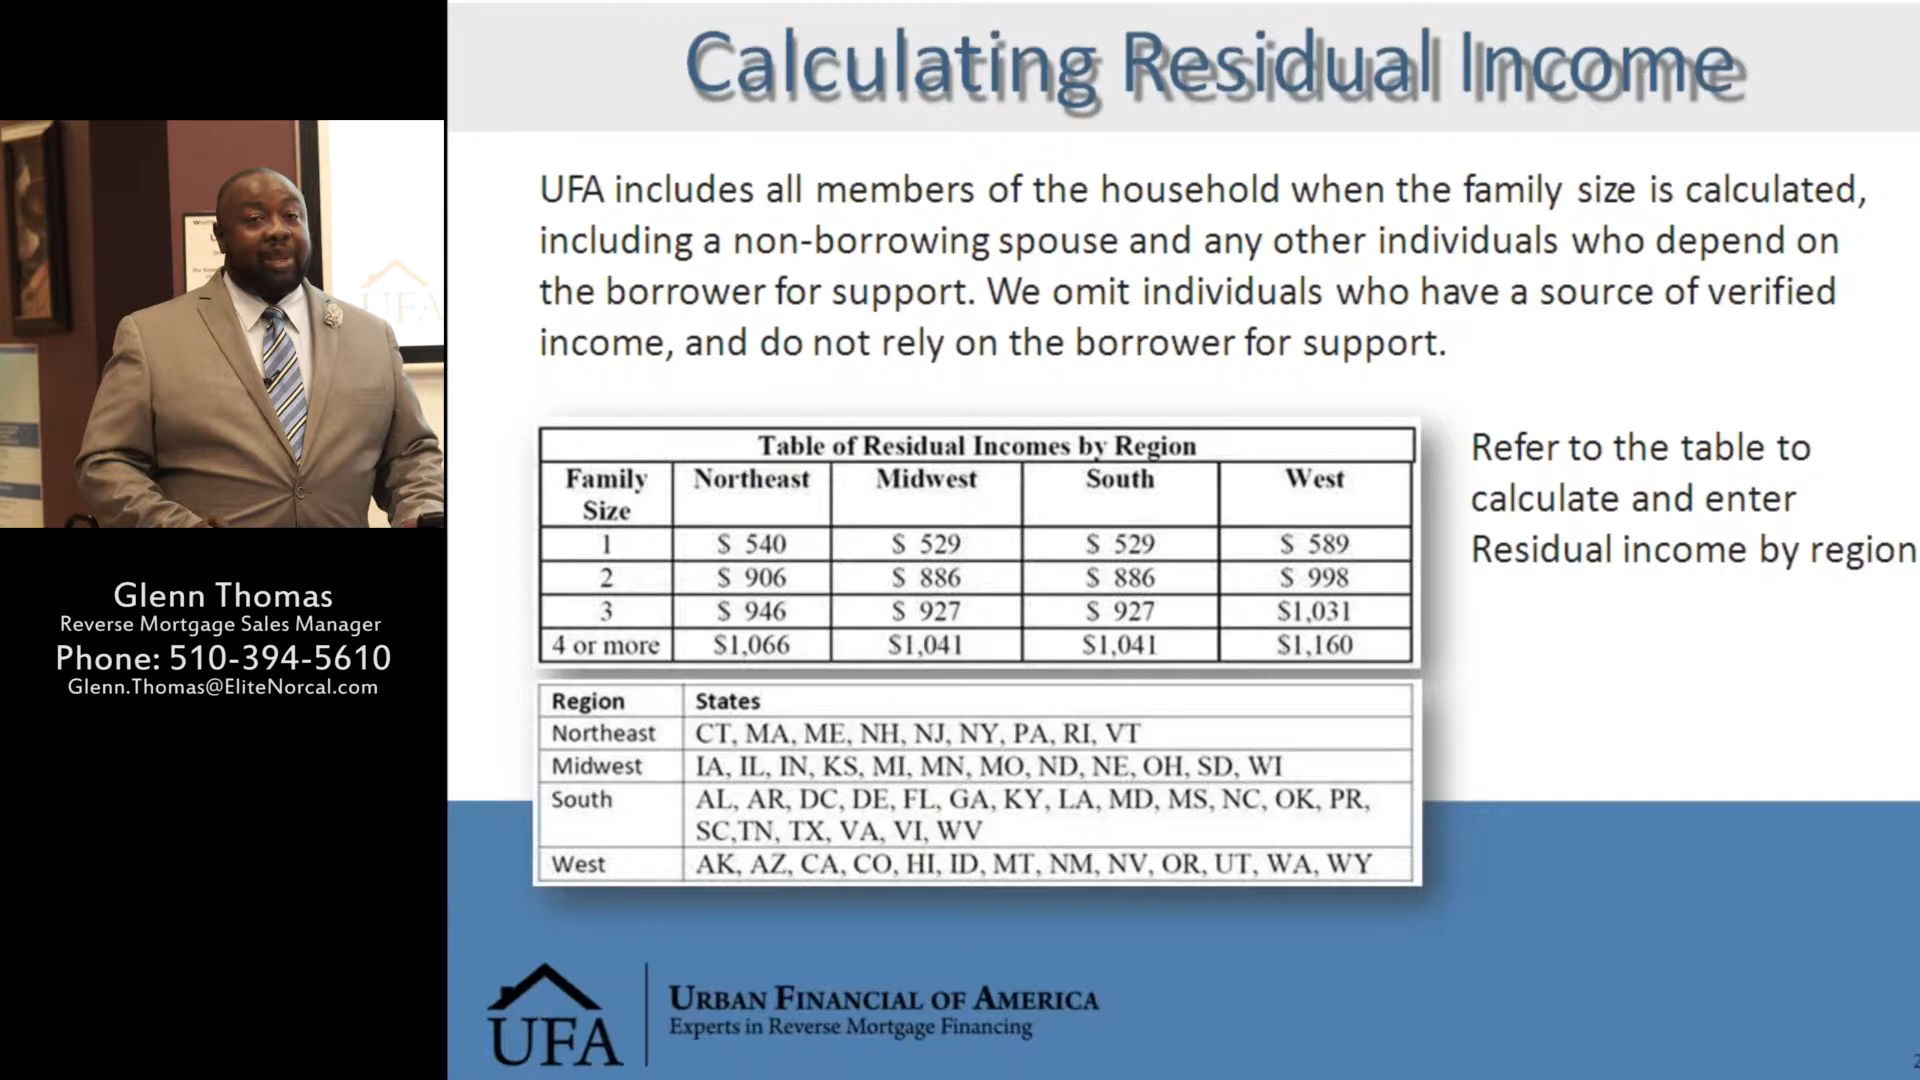 Calculating Residual Income
UFA includes all members of the household when the family size is calculated,
including a non-borrowing spouse and any other individuals who depend on
the borrower for support. We omit individuals who have a source of verified
income, and do not rely on the borrower for support.
Table of Residual Incomes by Region
Family Size Northeast Midwest South West
1 $ 540 $ 529 $ 529 $ 589
2 $ 906 $ 886 $ 886 $ 998
3 $ 946 $ 927 $ 927 $1,031
4 or more $1,066 $1,041 $1,041 $1,160
Refer to the table to
calculate and enter
Residual income by region
Region States
Northeast CT, MA, ME, NH, NJ, NY, PA, RI, VT
Midwest IA, IL, IN, KS, MI, MN, MO, ND, NE, OH, SD, WI
South AL, AR, DC, DE, FL, GA, KY, LA, MD, MS, NC, OK, PR,
SC,TN, TX, VA, VI, WV
West AK, AZ, CA, CO, HI, ID, MT, NM, NV, OR, UT, WA, WY
UFA
URBAN FINANCIAL OF AMERICA
Experts in Reverse Mortgage Financing
UFA
Glenn Thomas
Reverse Mortgage Sales Manager
Phone: 510-394-5610
Glenn.Thomas@EliteNorcal.com